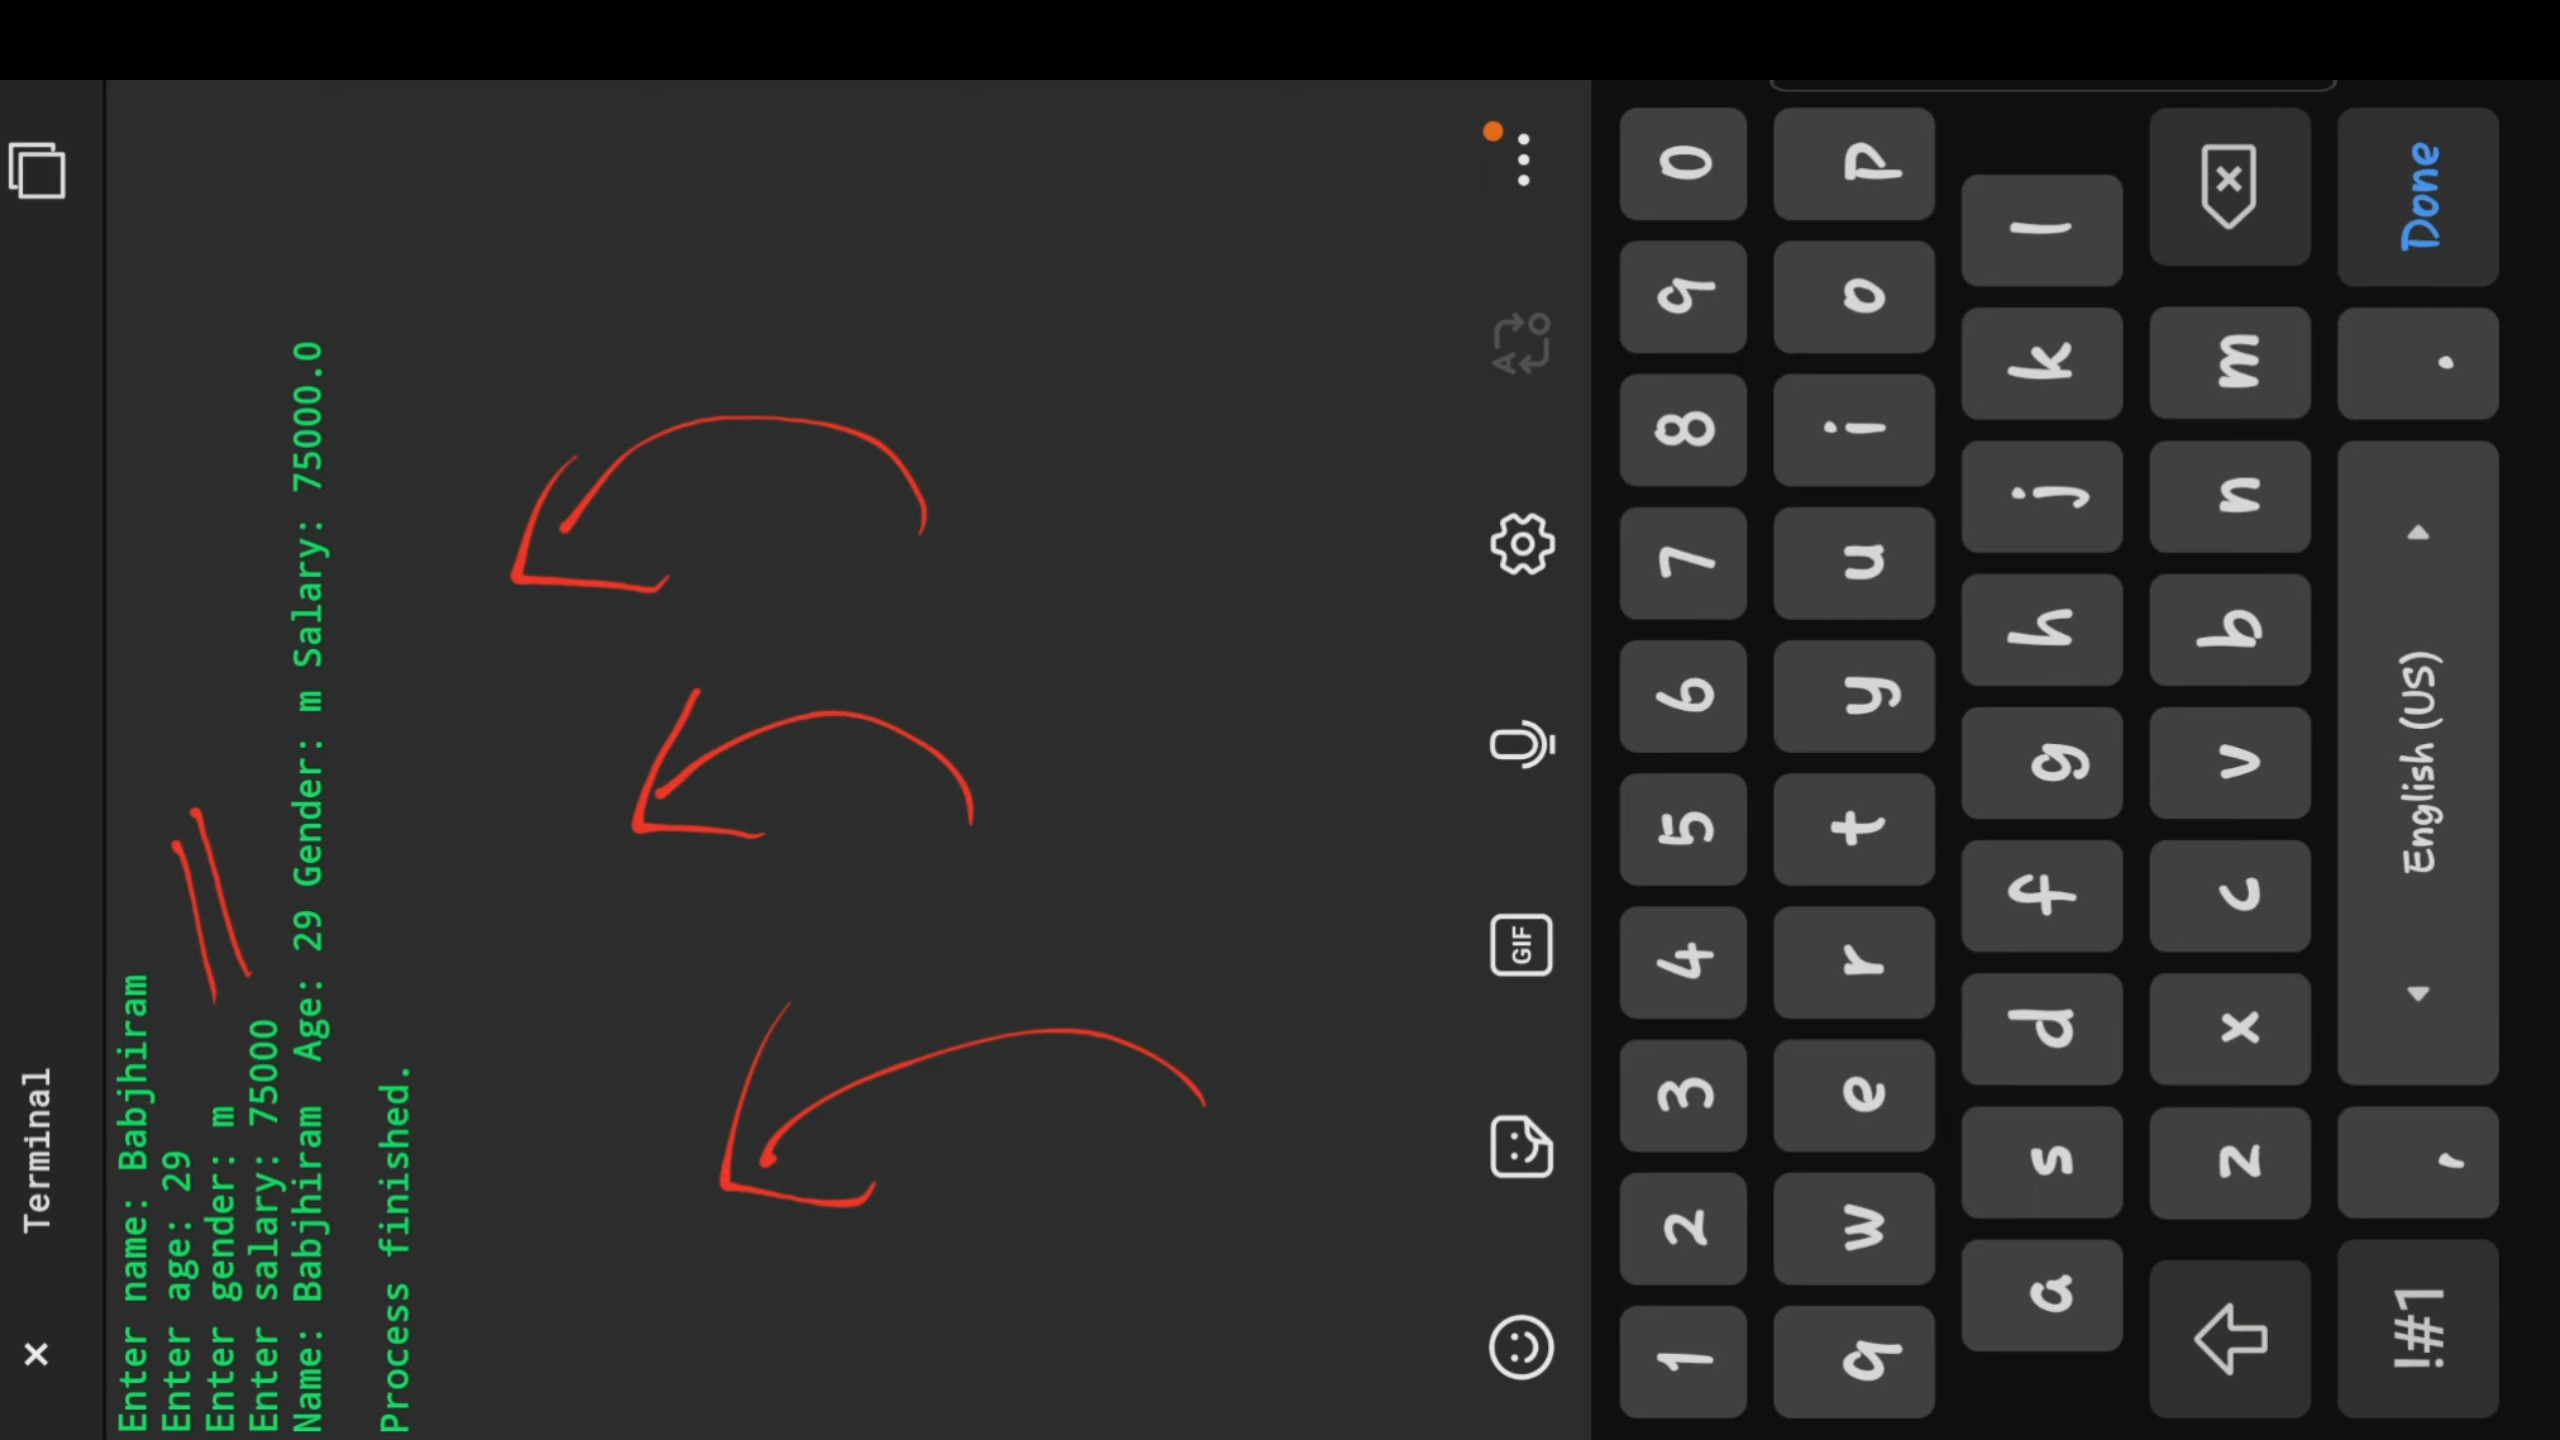 Terminal
Enter name: Babjhiram
Enter age: 29
Enter gender: m
Enter salary: 75000
Name: Babjhiram  Age: 29 Gender: m Salary: 75000.0
Process finished.
GIF
1 2 3 4 5 6 7 8 9 0
q w e r t y u i o p
a s d f g h j k l
z x c v b n m
!#1 , English (US) . Done